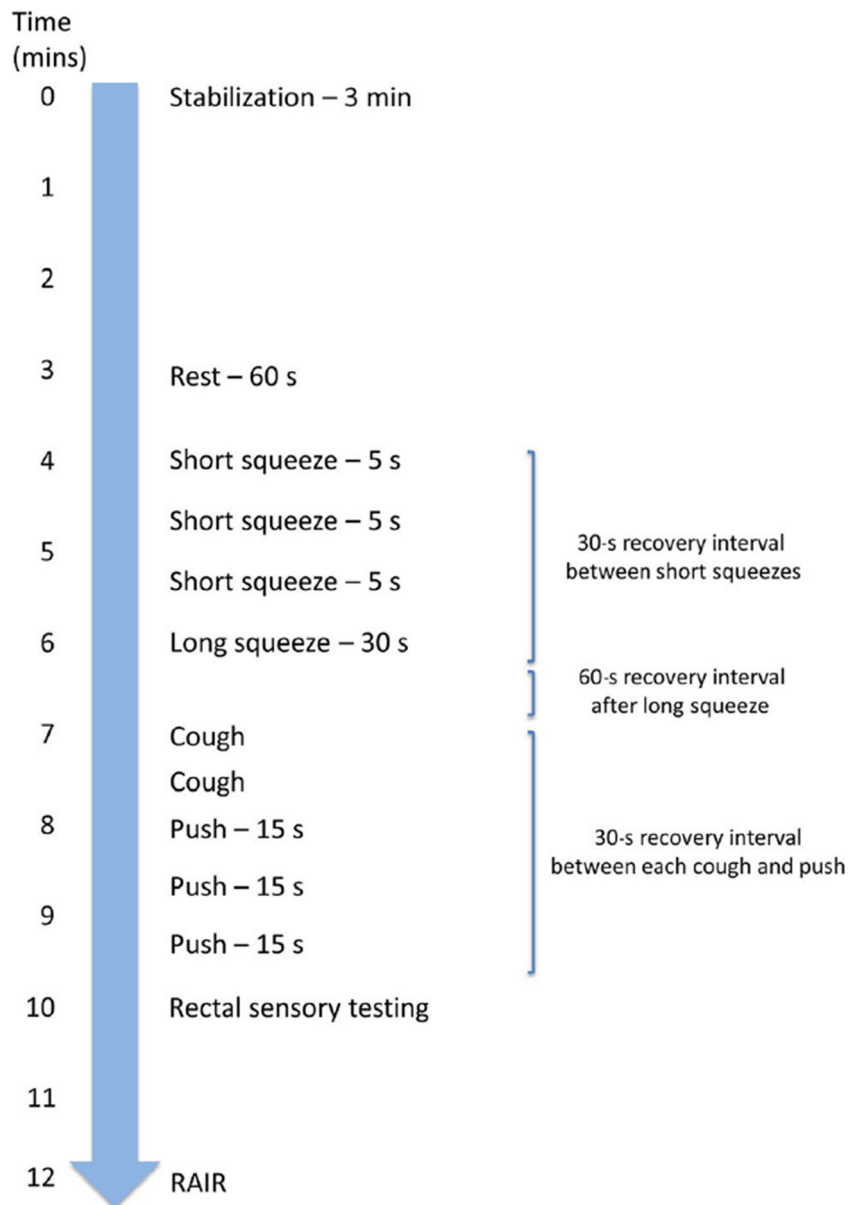 Time
(mins)
0 Stabilization – 3 min
1
2
3 Rest – 60 s
4 Short squeeze – 5 s
Short squeeze – 5 s
5
30-s recovery interval
between short squeezes
Short squeeze – 5 s
6 Long squeeze – 30 s
60-s recovery interval
after long squeeze
7 Cough
Cough
8 Push – 15 s
30-s recovery interval
between each cough and push
Push – 15 s
9
Push – 15 s
10 Rectal sensory testing
11
12 RAIR